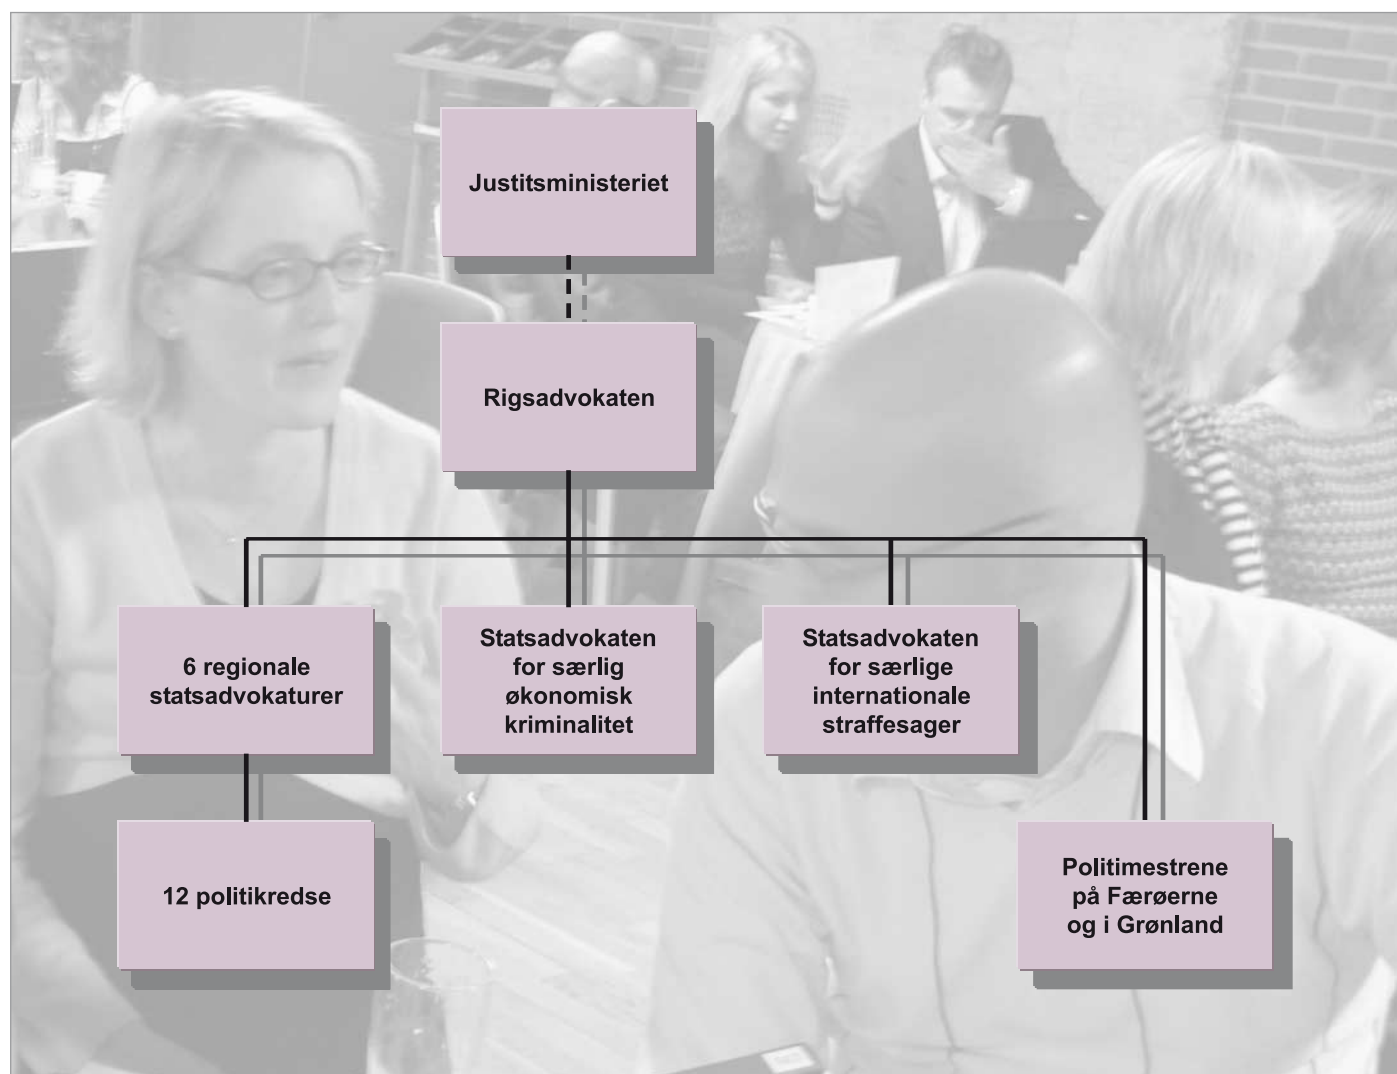 Justitsministeriet
Rigsadvokaten
6 regionale
statsadvokaturer
Statsadvokaten
for særlig
økonomisk
kriminalitet
Statsadvokaten
for særlige
internationale
straffesager
12 politikredse
Politimestrene
på Færøerne
og i Grønland